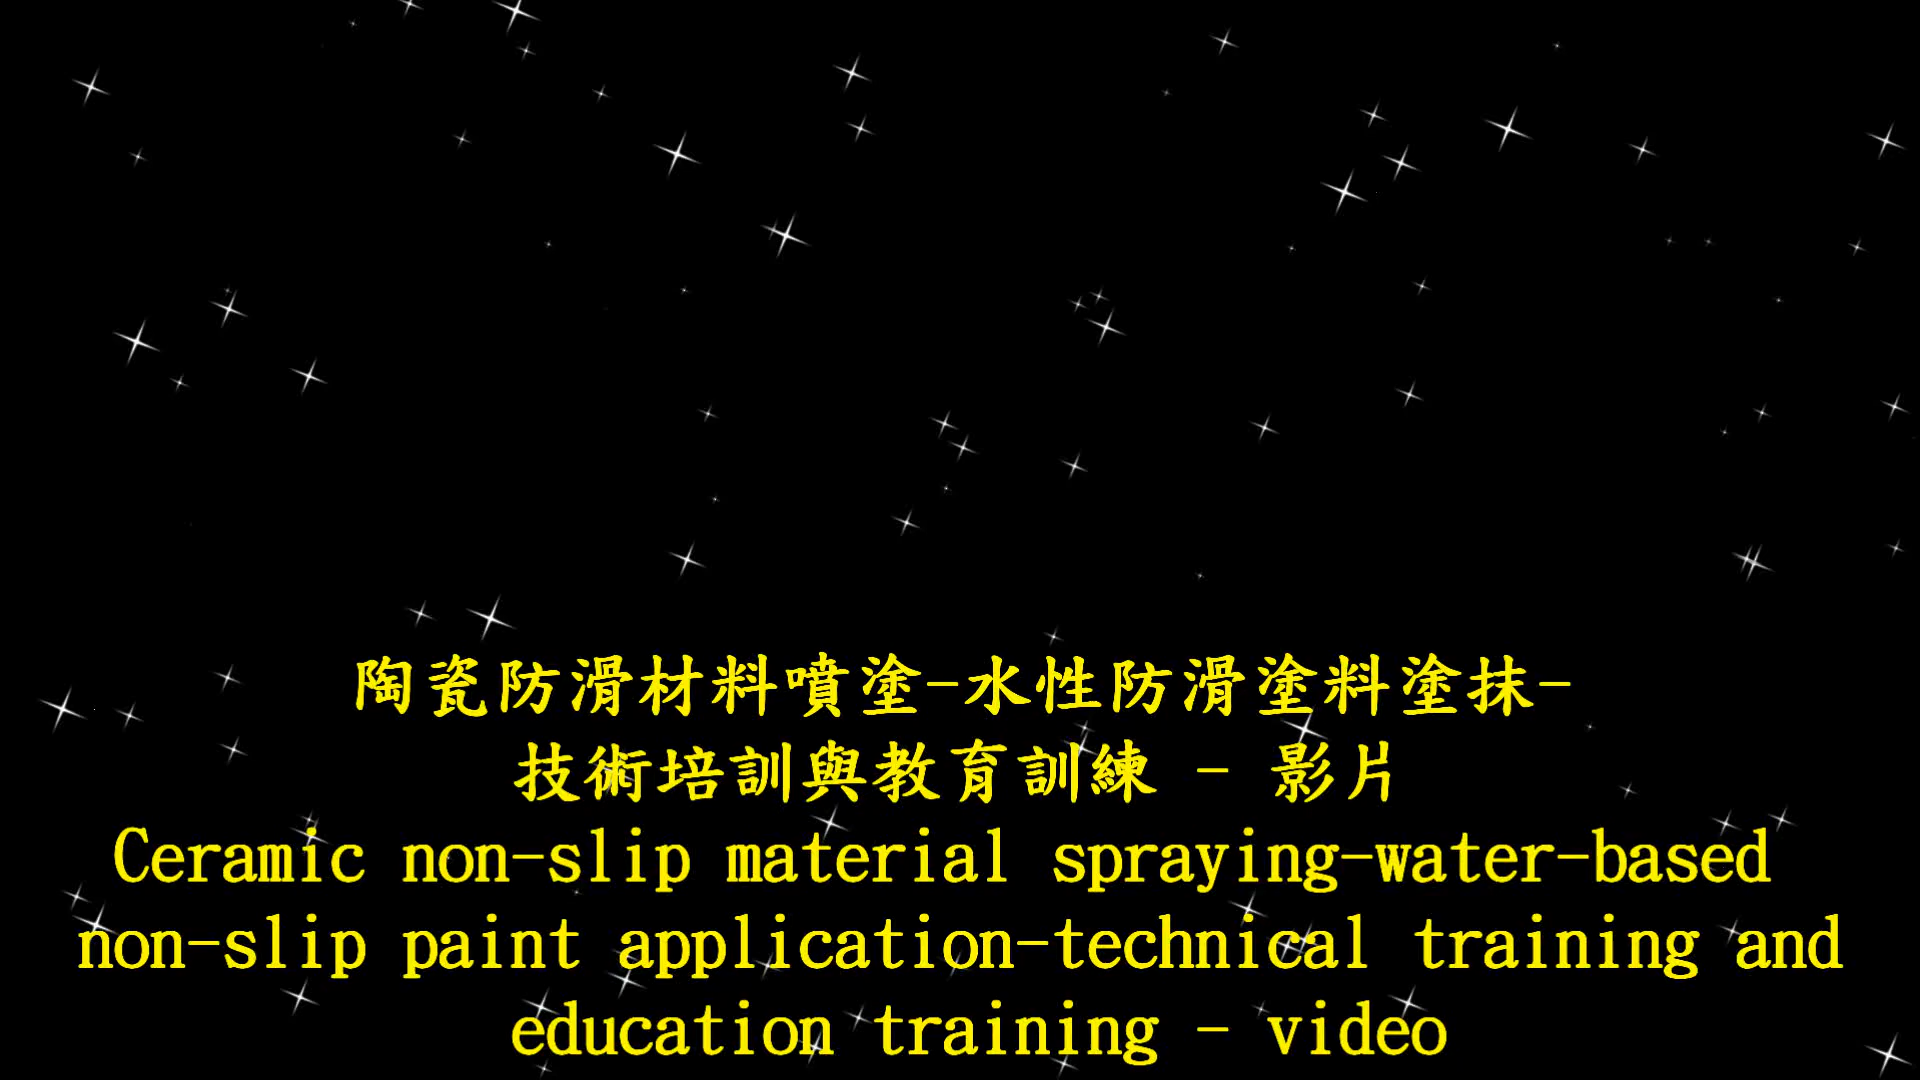 陶瓷防滑材料噴塗-水性防滑塗料塗抹-
技術培訓與教育訓練 - 影片
Ceramic non-slip material spraying-water-based
non-slip paint application-technical training and
education training - video